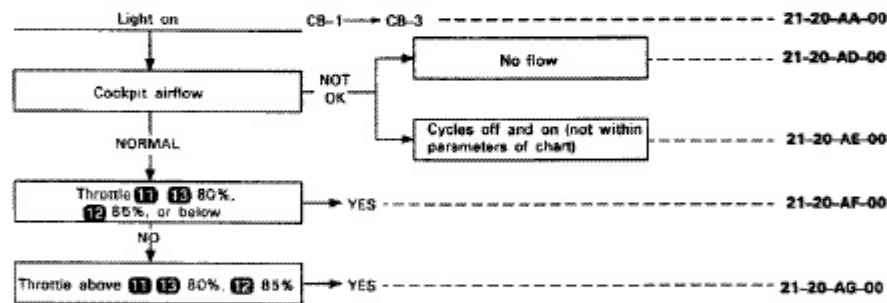 Light on CB-1 CB-3 21-20-AA-00
No flow 21-20-AD-00
Cockpit airflow NOT OK
Cycles off and on (not within parameters of chart) 21-20-AE-00
NORMAL
Throttle 11 13 80%, YES 21-20-AF-00
12 85%, or below
NO
Throttle above 11 13 80%, 12 85% YES 21-20-AG-00